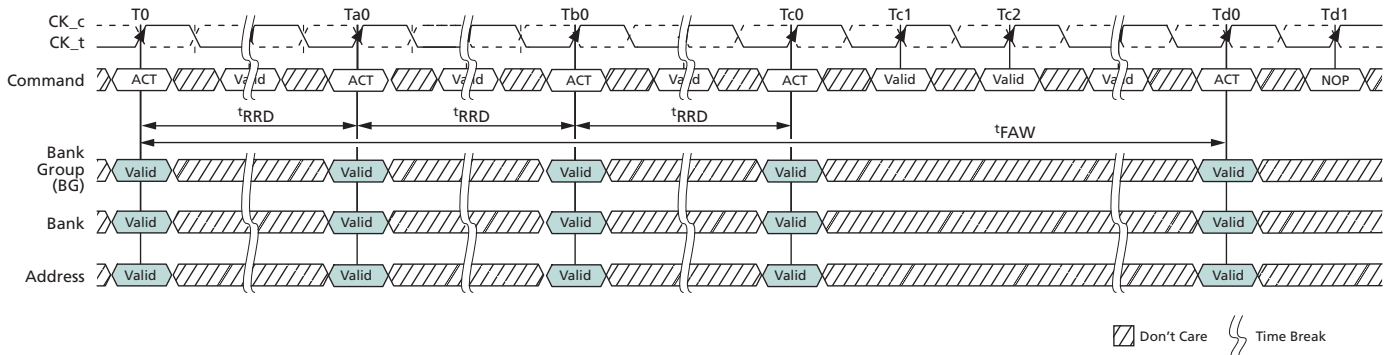 T0 Ta0 Tb0 Tc0 Tc1 Tc2 Td0 Td1
CK_c
CK_t
Command ACT Valid ACT Valid ACT Valid ACT Valid Valid Valid ACT NOP
tRRD tRRD tRRD
tFAW
Bank
Group
(BG)
Valid Valid Valid Valid Valid
Bank Valid Valid Valid Valid Valid
Address Valid Valid Valid Valid Valid
Don't Care Time Break